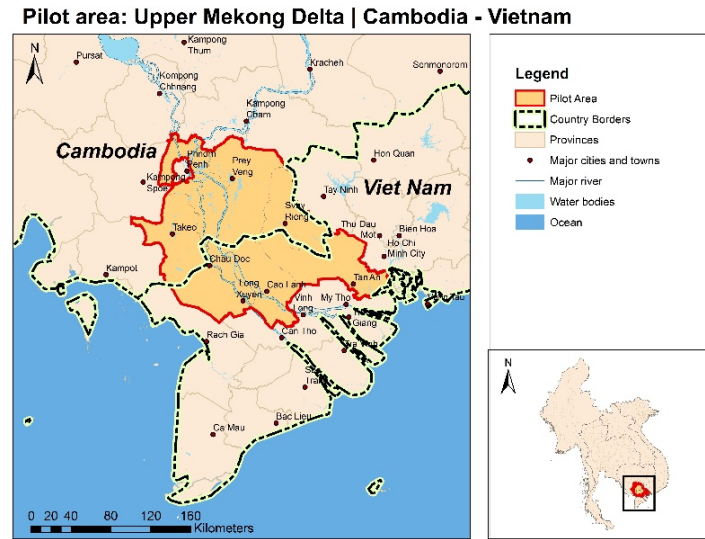 Pilot area: Upper Mekong Delta | Cambodia - Vietnam
N
Pursat
Kampong
Thum
Kracheh
Senmonorom
Kompong
Chhnang
Kampong
Cham
Cambodia
Phnom
Penh
Prey
Veng
Hon Quan
Kampong
Viet Nam
Tay Ninh
Svay
Rieng
Takeo
Thu Dau
Mot
Bien Hoa
Ho Chi
Minh City
Chau Doc
Kampot
Tan An
Long
Xuyen
Cao Lanh
Vinh
Long
My Tho
Giang
Rach Gia
Can Tho
Bac Lieu
Ca Mau
0 20 40 80 120 160
Kilometers
Legend
Pilot Area
Country Borders
Provinces
Major cities and towns
Major river
Water bodies
Ocean
N